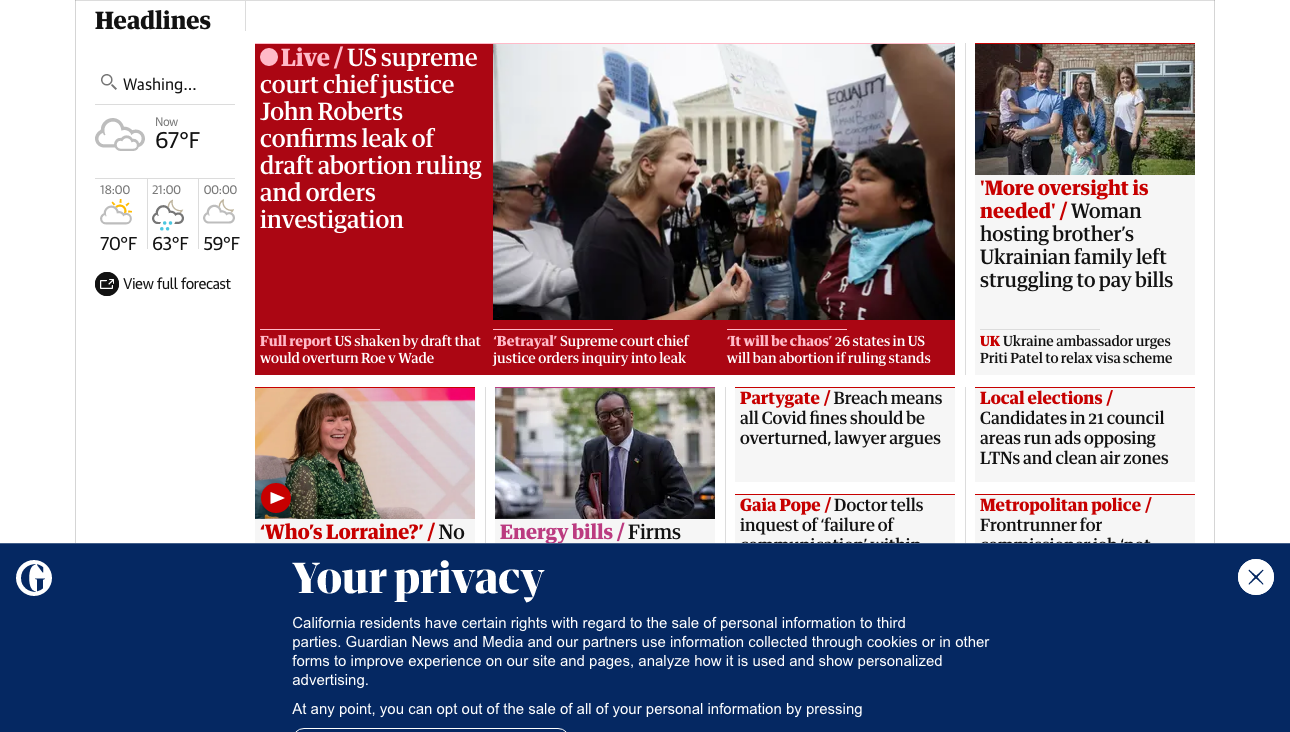 Headlines
Washing...
Now
67°F
18:00
21:00
00:00
70°F
63°F
59°F
View full forecast
Live / US supreme
court chief justice
John Roberts
confirms leak of
draft abortion ruling
and orders
investigation
EQUALITY
Full report US shaken by draft that
would overturn Roe v Wade
'Betrayal' Supreme court chief
justice orders inquiry into leak
'It will be chaos' 26 states in US
will ban abortion if ruling stands
'More oversight is
needed' / Woman
hosting brother's
Ukrainian family left
struggling to pay bills
UK Ukraine ambassador urges
Priti Patel to relax visa scheme
'Who's Lorraine?' / No
Energy bills / Firms
Partygate / Breach means
all Covid fines should be
overturned, lawyer argues
Gaia Pope / Doctor tells
inquest of 'failure of
communication' within
Local elections /
Candidates in 21 council
areas run ads opposing
LTNs and clean air zones
Metropolitan police /
Frontrunner for
commissioner job 'not
Your privacy
California residents have certain rights with regard to the sale of personal information to third
parties. Guardian News and Media and our partners use information collected through cookies or in other
forms to improve experience on our site and pages, analyze how it is used and show personalized
advertising.
At any point, you can opt out of the sale of all of your personal information by pressing